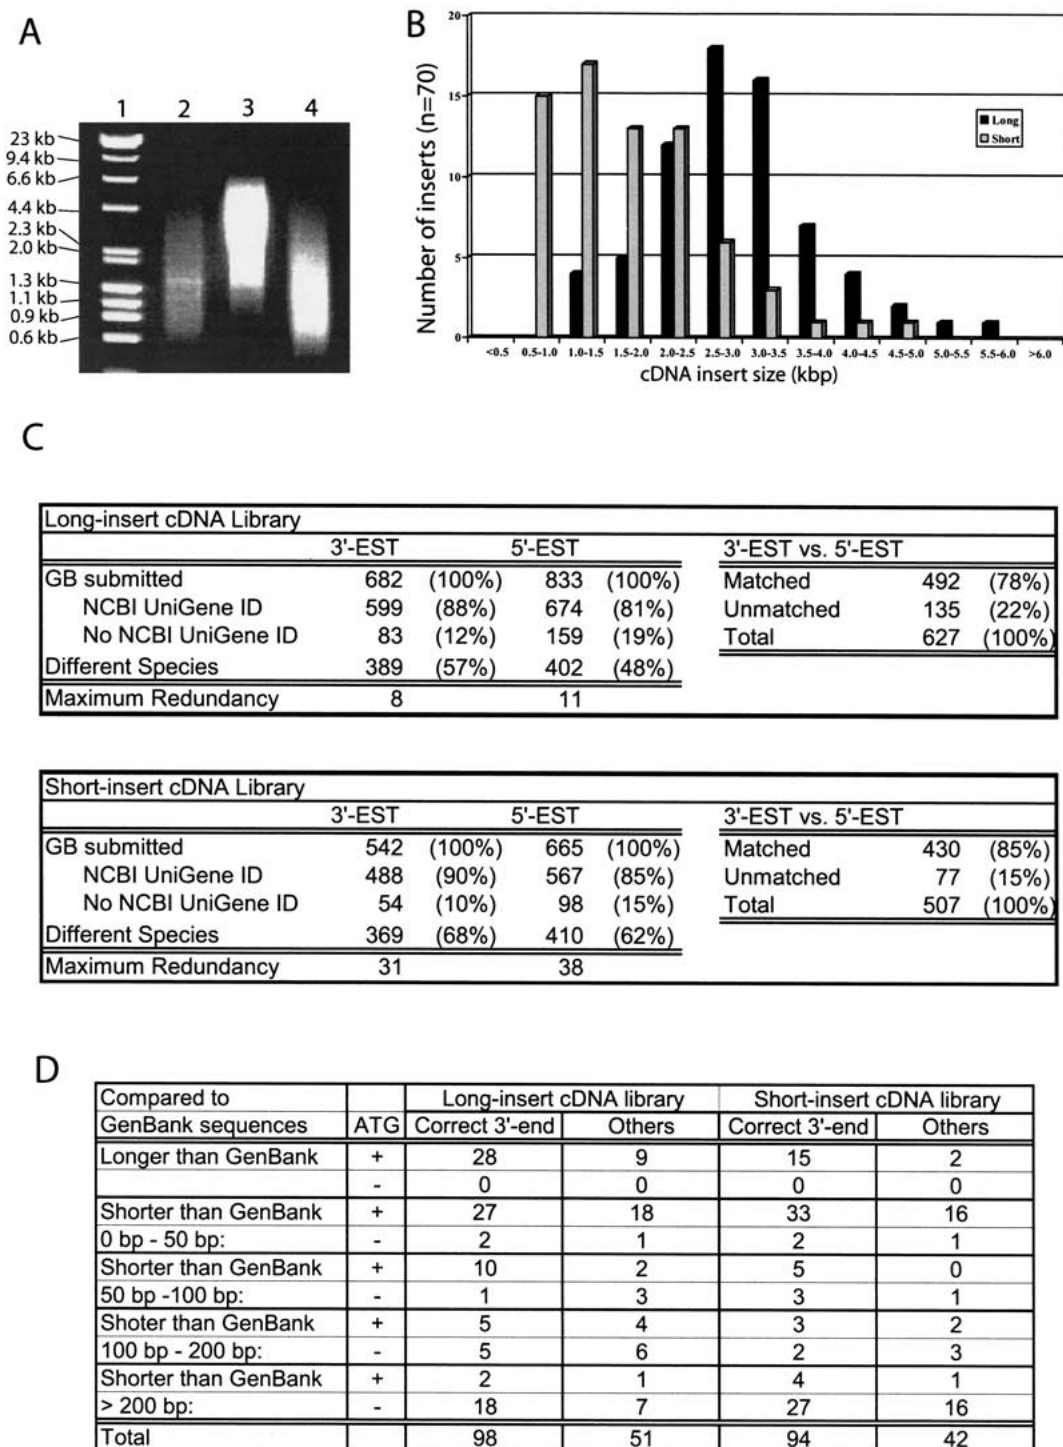 A
1 2 3 4
23 kb
9.4 kb
6.6 kb
4.4 kb
2.3 kb
2.0 kb
1.3 kb
1.1 kb
0.9 kb
0.6 kb
B
Number of inserts (n=70)
20
15
10
5
0
Long
Short
<0.5 0.5-1.0 1.0-1.5 1.5-2.0 2.0-2.5 2.5-3.0 3.0-3.5 3.5-4.0 4.0-4.5 4.5-5.0 5.0-5.5 5.5-6.0 >6.0
cDNA insert size (kbp)
C
Long-insert cDNA Library
3'-EST 5'-EST 3'-EST vs. 5'-EST
GB submitted 682 (100%) 833 (100%) Matched 492 (78%)
NCBI UniGene ID 599 (88%) 674 (81%) Unmatched 135 (22%)
No NCBI UniGene ID 83 (12%) 159 (19%) Total 627 (100%)
Different Species 389 (57%) 402 (48%)
Maximum Redundancy 8 11
Short-insert cDNA Library
3'-EST 5'-EST 3'-EST vs. 5'-EST
GB submitted 542 (100%) 665 (100%) Matched 430 (85%)
NCBI UniGene ID 488 (90%) 567 (85%) Unmatched 77 (15%)
No NCBI UniGene ID 54 (10%) 98 (15%) Total 507 (100%)
Different Species 369 (68%) 410 (62%)
Maximum Redundancy 31 38
D
Compared to Long-insert cDNA library Short-insert cDNA library
GenBank sequences ATG Correct 3'-end Others Correct 3'-end Others
Longer than GenBank + 28 9 15 2
- 0 0 0 0
Shorter than GenBank + 27 18 33 16
0 bp - 50 bp: - 2 1 2 1
Shorter than GenBank + 10 2 5 0
50 bp -100 bp: - 1 3 3 1
Shoter than GenBank + 5 4 3 2
100 bp - 200 bp: - 5 6 2 3
Shorter than GenBank + 2 1 4 1
> 200 bp: - 18 7 27 16
Total 98 51 94 42